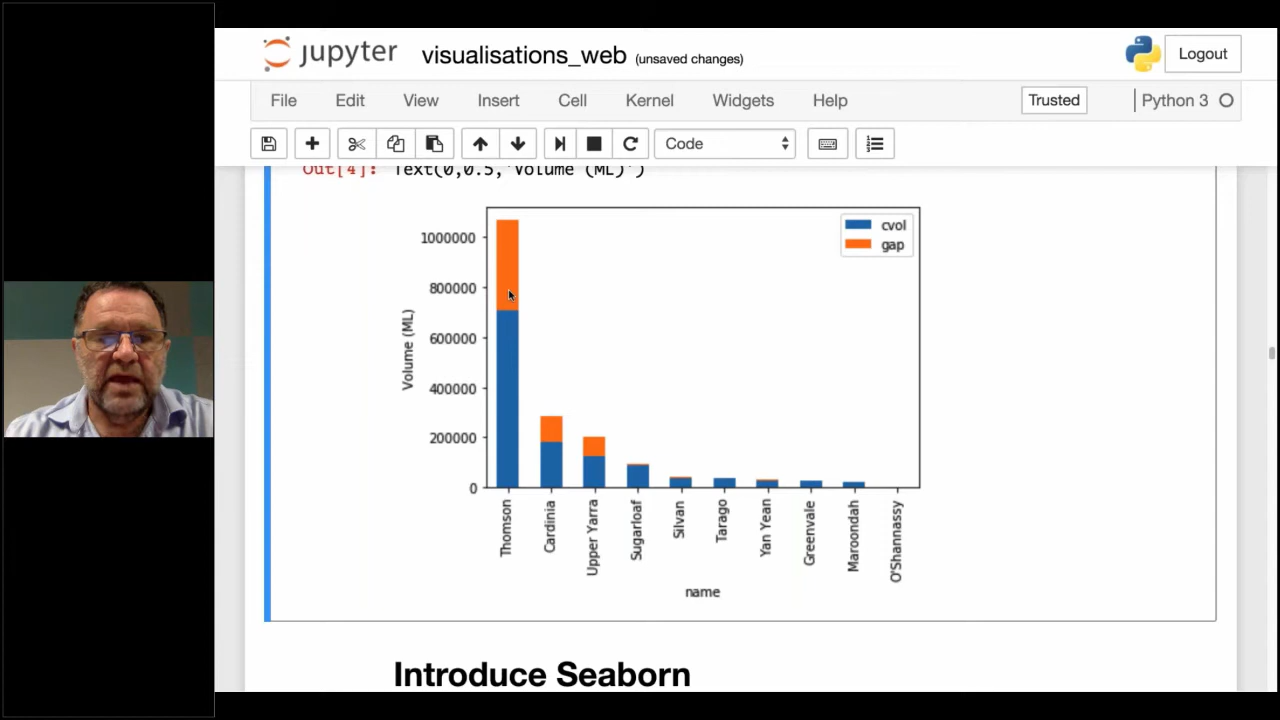 jupyter visualisations_web (unsaved changes) Logout
File Edit View Insert Cell Kernel Widgets Help Trusted Python 3
Code
Out[4]: Text(0,0.5,'Volume (ML)')
cvol
gap
1000000
800000
600000
400000
200000
0
Volume (ML)
Thomson
Cardinia
Upper Yarra
Sugarloaf
Silvan
Tarago
Yan Yean
Greenvale
Maroondah
O'Shannassy
name
Introduce Seaborn